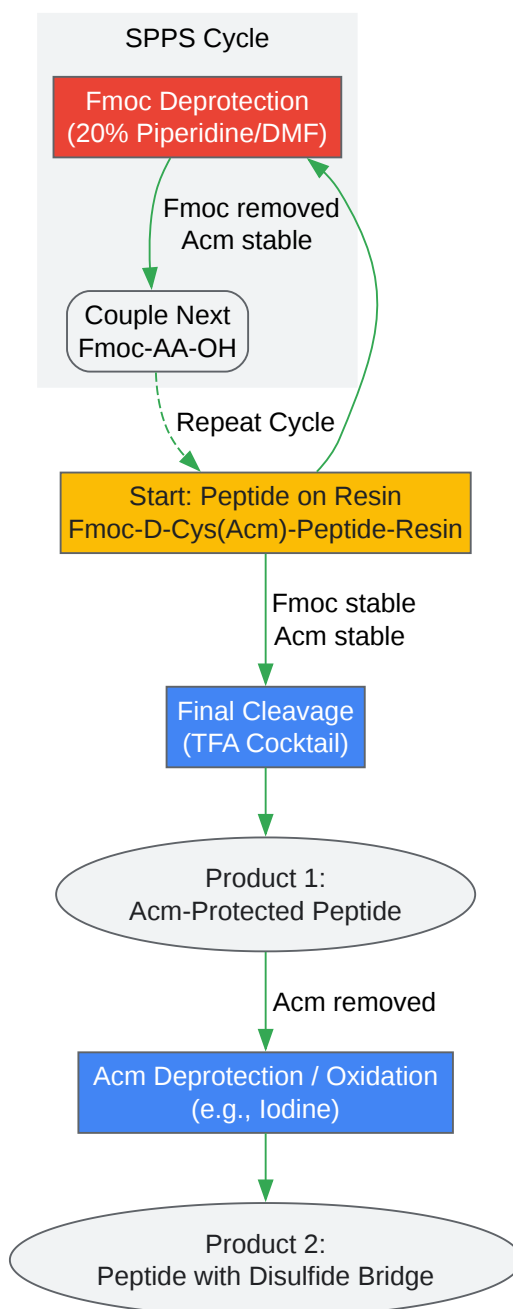 SPPS Cycle
Fmoc Deprotection
(20% Piperidine/DMF)
Fmoc removed
Acm stable
Couple Next
Fmoc-AA-OH
Repeat Cycle
Start: Peptide on Resin
Fmoc-D-Cys(Acm)-Peptide-Resin
Fmoc stable
Acm stable
Final Cleavage
(TFA Cocktail)
Product 1:
Acm-Protected Peptide
Acm removed
Acm Deprotection / Oxidation
(e.g., Iodine)
Product 2:
Peptide with Disulfide Bridge